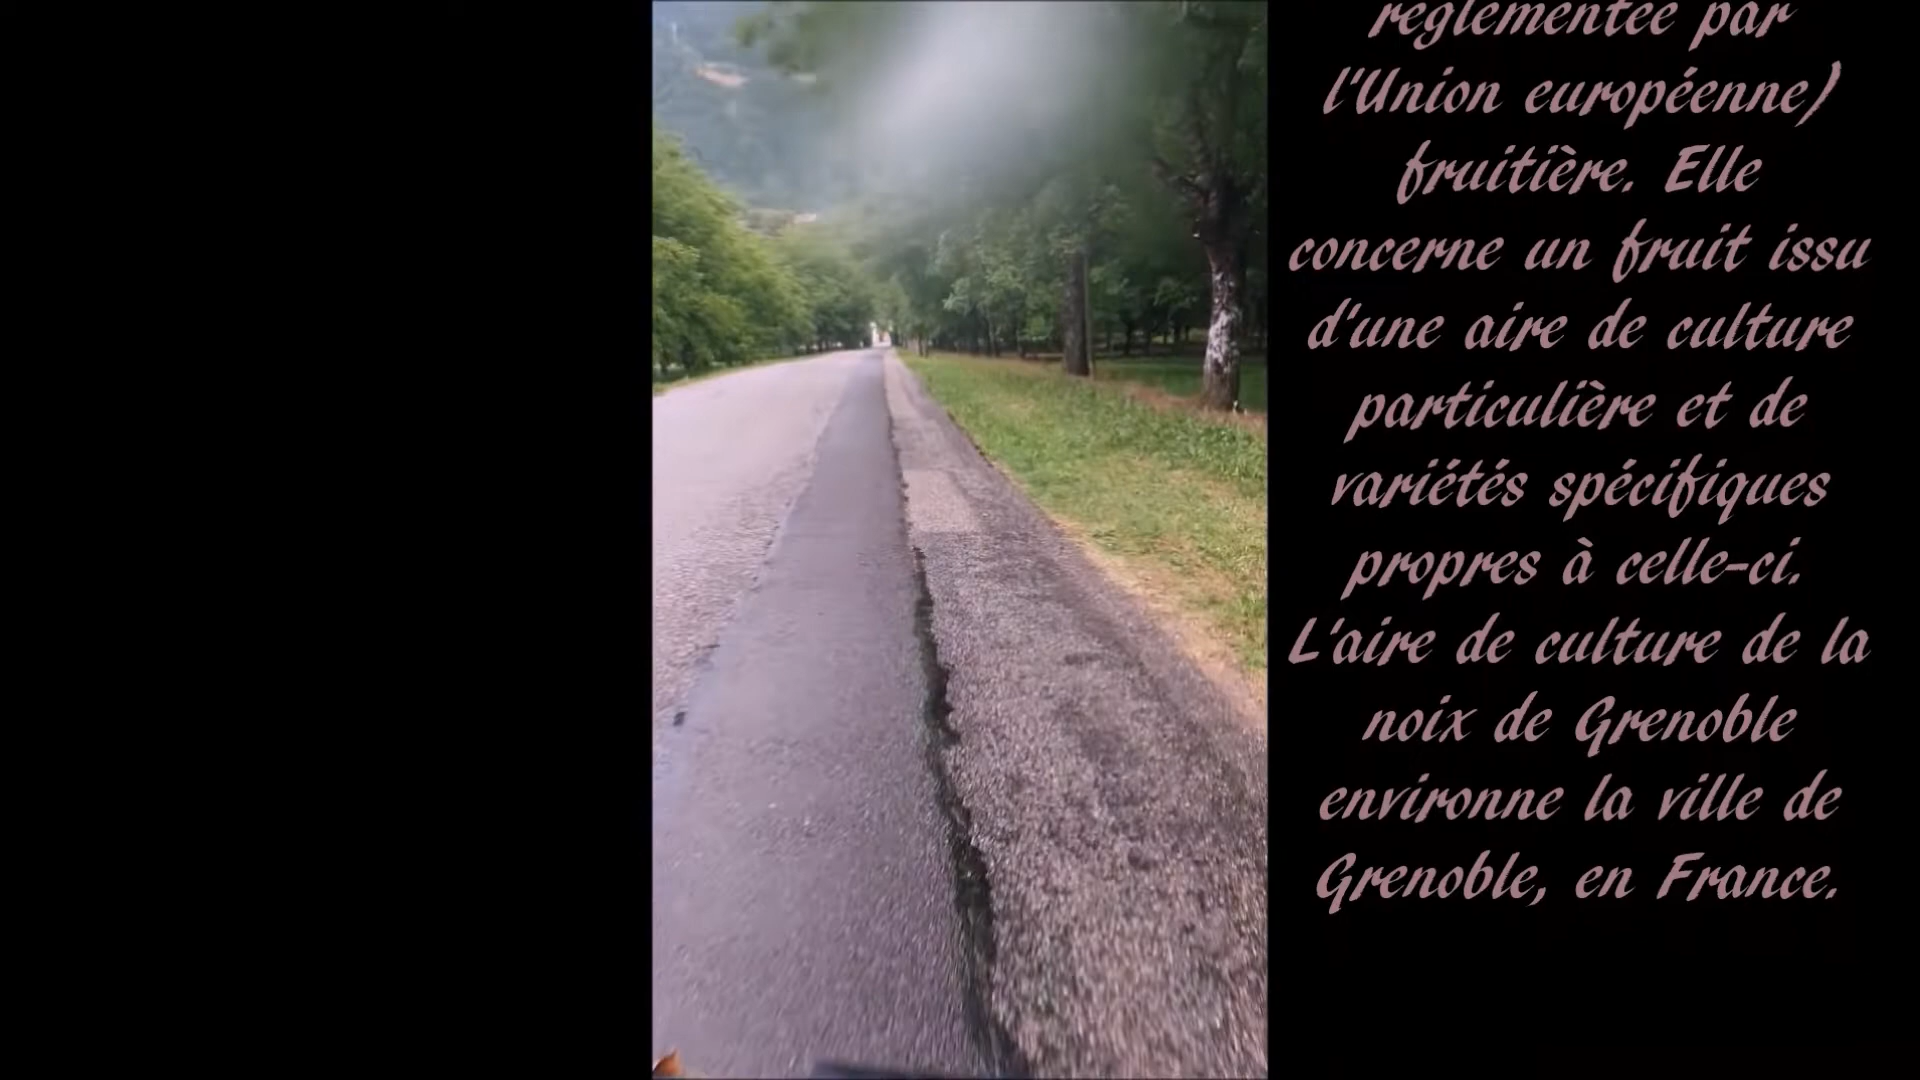 réglementée par
l'Union européenne)
fruitière. Elle
concerne un fruit issu
d'une aire de culture
particulière et de
variétés spécifiques
propres à celle-ci.
L'aire de culture de la
noix de Grenoble
environne la ville de
Grenoble, en France.